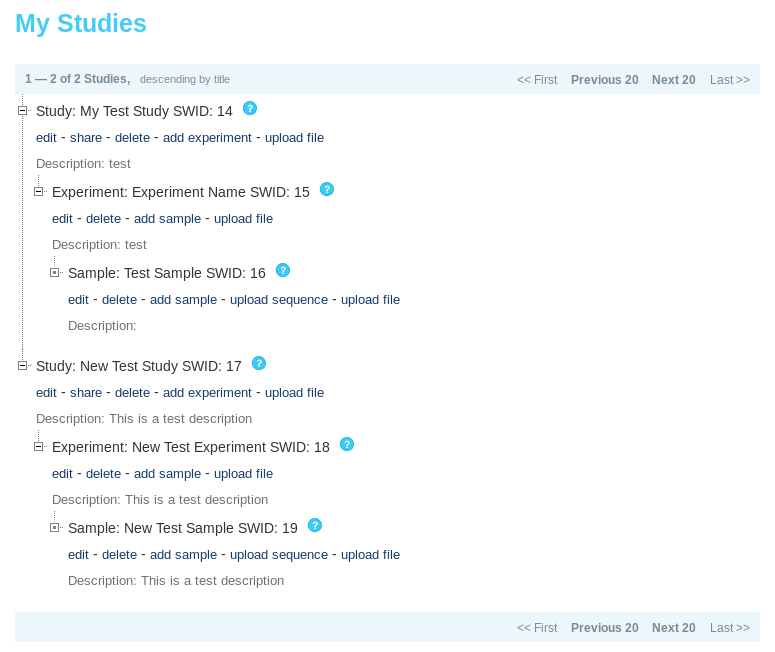 My Studies
1 — 2 of 2 Studies, descending by title << First Previous 20 Next 20 Last >>
Study: My Test Study SWID: 14 ?
edit - share - delete - add experiment - upload file
Description: test
Experiment: Experiment Name SWID: 15 ?
edit - delete - add sample - upload file
Description: test
Sample: Test Sample SWID: 16 ?
edit - delete - add sample - upload sequence - upload file
Description:
Study: New Test Study SWID: 17 ?
edit - share - delete - add experiment - upload file
Description: This is a test description
Experiment: New Test Experiment SWID: 18 ?
edit - delete - add sample - upload file
Description: This is a test description
Sample: New Test Sample SWID: 19 ?
edit - delete - add sample - upload sequence - upload file
Description: This is a test description
<< First Previous 20 Next 20 Last >>